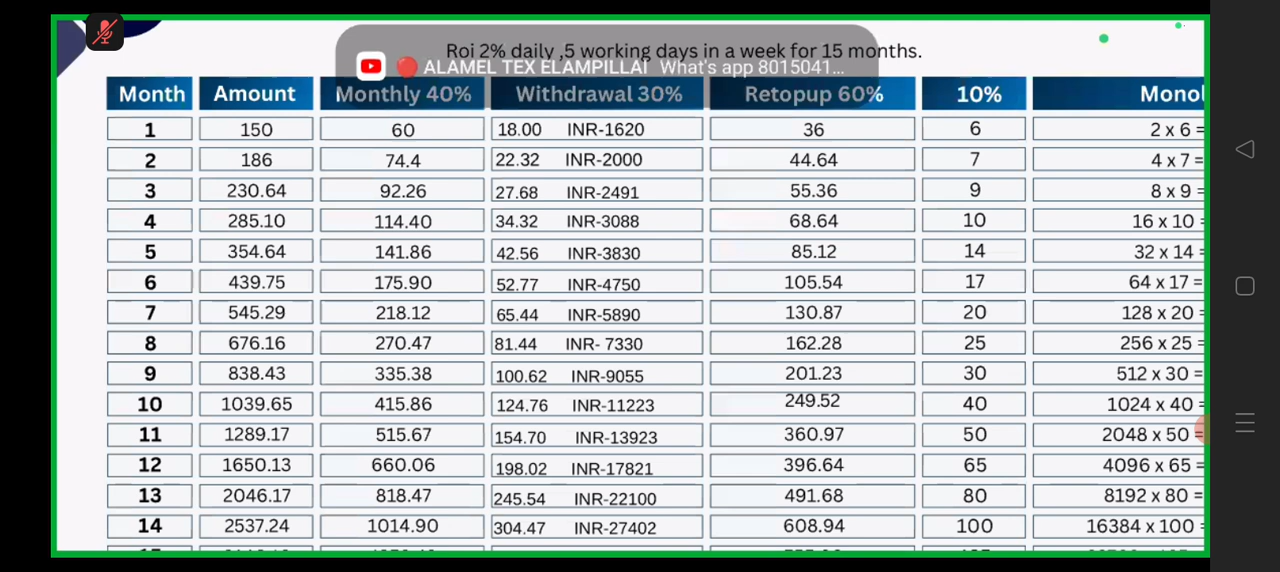 Roi 2% daily ,5 working days in a week for 15 months.
ALAMEL TEX ELAMPILLAI What's app 8015041...
Month Amount Monthly 40% Withdrawal 30% Retopup 60% 10% Monol
1 150 60 18.00 INR-1620 36 6 2 x 6 =
2 186 74.4 22.32 INR-2000 44.64 7 4 x 7 =
3 230.64 92.26 27.68 INR-2491 55.36 9 8 x 9 =
4 285.10 114.40 34.32 INR-3088 68.64 10 16 x 10 =
5 354.64 141.86 42.56 INR-3830 85.12 14 32 x 14 =
6 439.75 175.90 52.77 INR-4750 105.54 17 64 x 17 =
7 545.29 218.12 65.44 INR-5890 130.87 20 128 x 20 =
8 676.16 270.47 81.44 INR- 7330 162.28 25 256 x 25 =
9 838.43 335.38 100.62 INR-9055 201.23 30 512 x 30 =
10 1039.65 415.86 124.76 INR-11223 249.52 40 1024 x 40 =
11 1289.17 515.67 154.70 INR-13923 360.97 50 2048 x 50 =
12 1650.13 660.06 198.02 INR-17821 396.64 65 4096 x 65 =
13 2046.17 818.47 245.54 INR-22100 491.68 80 8192 x 80 =
14 2537.24 1014.90 304.47 INR-27402 608.94 100 16384 x 100 =